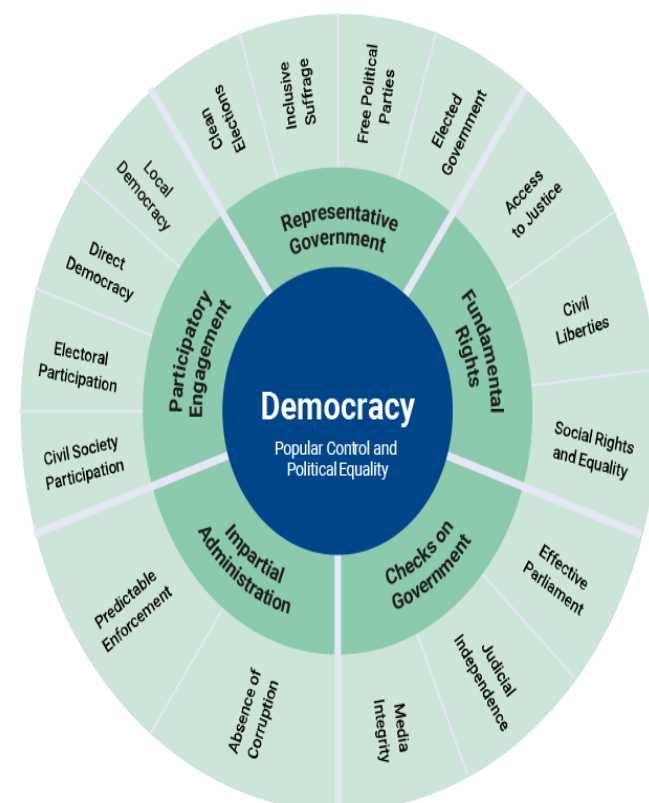 Clean
Elections
Inclusive
Suffrage
Free Political
Parties
Elected
Government
Access
to Justice
Civil
Liberties
Social Rights
and Equality
Effective
Parliament
Judicial
Independence
Media
Integrity
Absence of
Corruption
Predictable
Enforcement
Civil Society
Participation
Electoral
Participation
Direct
Democracy
Local
Democracy
Representative
Government
Fundamental
Rights
Checks on
Government
Impartial
Administration
Participatory
Engagement
Democracy
Popular Control and
Political Equality